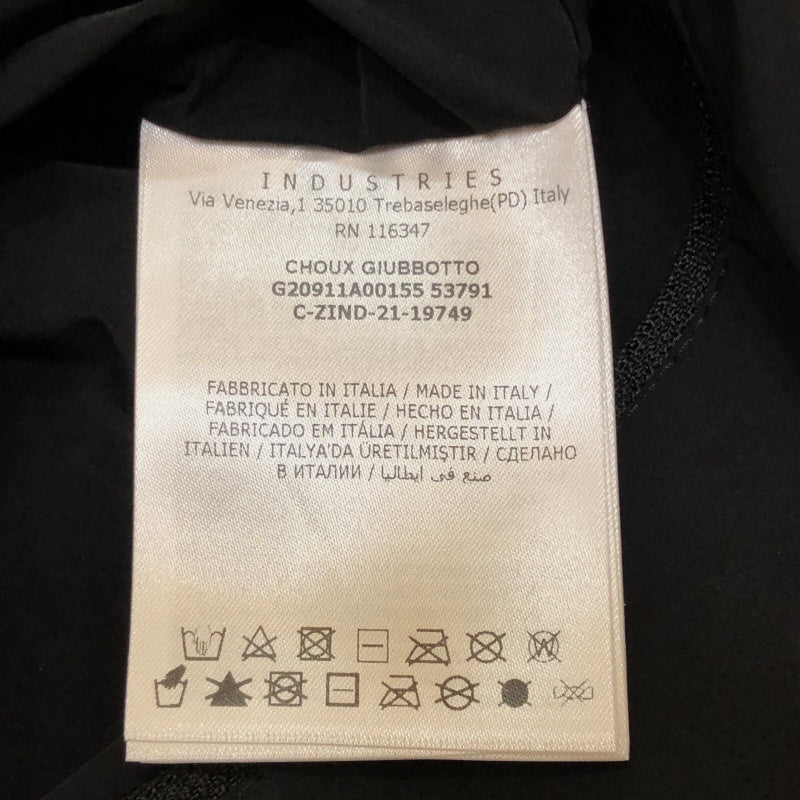 INDUSTRIES
Via Venezia,1 35010 Trebaseleghe(PD) Italy
RN 116347
CHOUX GIUBBOTTO
G20911A00155 53791
C-ZIND-21-19749
FABBRICATO IN ITALIA / MADE IN ITALY /
FABRIQUÉ EN ITALIE / HECHO EN ITALIA /
FABRICADO EM ITÁLIA / HERGESTELLT IN
ITALIEN / ITALYA'DA ÜRETILMIŞTIR / СДЕЛАНО
В ИТАЛИИ / صنع في ايطاليا
W